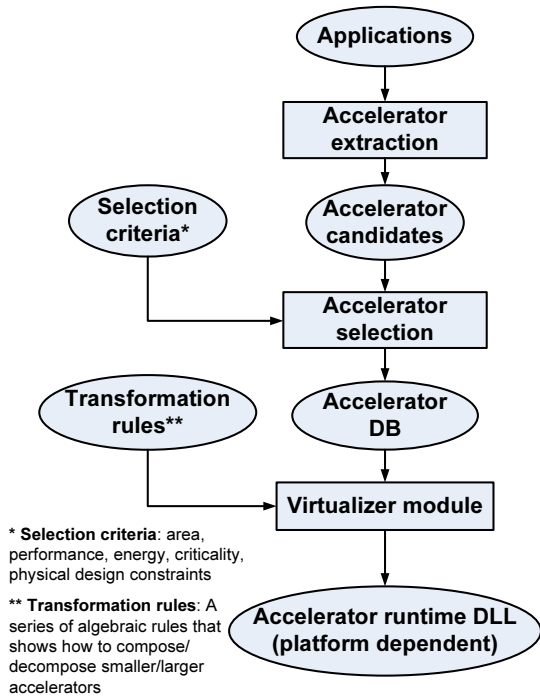 Applications
Accelerator
extraction
Selection
criteria*
Accelerator
candidates
Accelerator
selection
Transformation
rules**
Accelerator
DB
Virtualizer module
* Selection criteria: area,
performance, energy, criticality,
physical design constraints
** Transformation rules: A
series of algebraic rules that
shows how to compose/
decompose smaller/larger
accelerators
Accelerator runtime DLL
(platform dependent)